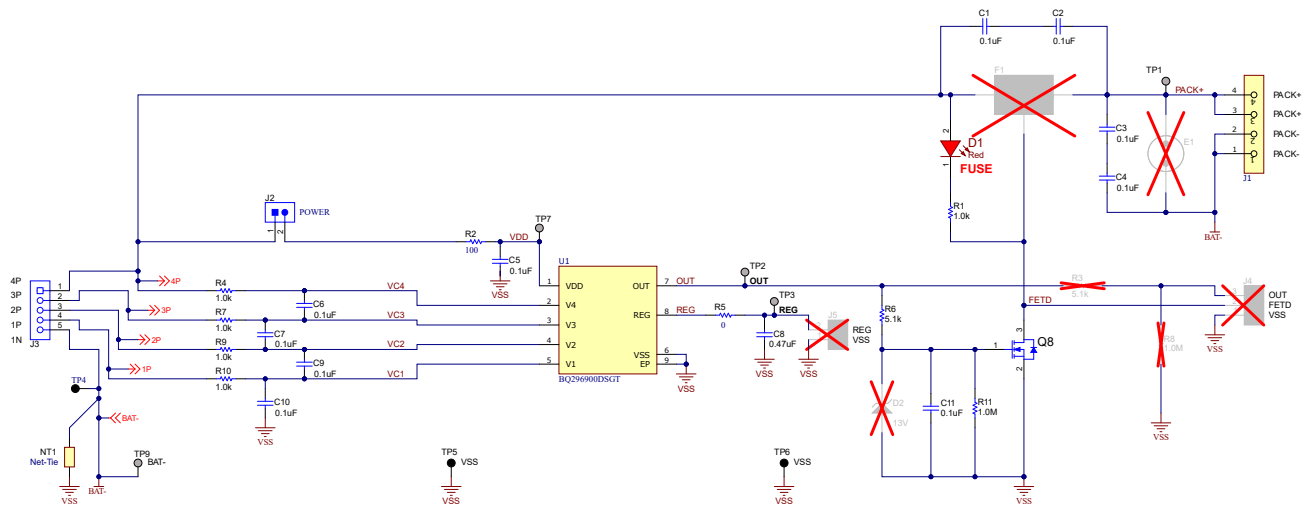 C1
0.1uF
C2
0.1uF
F1
TP1
PACK+
4
3
2
1
4
3
2
1
PACK+
PACK+
PACK-
PACK-
J1
2
D1
Red
1
FUSE
C3
0.1uF
C4
0.1uF
E1
R1
1.0k
BAT-
J2
POWER
1
2
R2
100
VDD
TP7
C5
0.1uF
VSS
U1
4P
3P
2P
1P
1N
J3
1
2
3
4
5
4P
3P
2P
1P
R4
1.0k
R7
1.0k
R9
1.0k
R10
1.0k
C6
0.1uF
C7
0.1uF
C9
0.1uF
C10
0.1uF
VSS
VC4
VC3
VC2
VC1
1
2
3
4
5
VDD
V4
V3
V2
V1
OUT
REG
VSS
EP
7
8
6
9
BQ296900DSGT
OUT
REG
VSS
TP2
OUT
R5
0
TP3
REG
C8
0.47uF
VSS
J5
REG
VSS
VSS
R6
5.1k
D2
13V
C11
0.1uF
R11
1.0M
1
3
2
Q8
VSS
FETD
R3
5.1k
R8
1.0M
VSS
J4
OUT
FETD
VSS
VSS
TP4
BAT-
NT1
Net-Tie
VSS
BAT-
TP9
BAT-
TP5
VSS
VSS
TP6
VSS
VSS